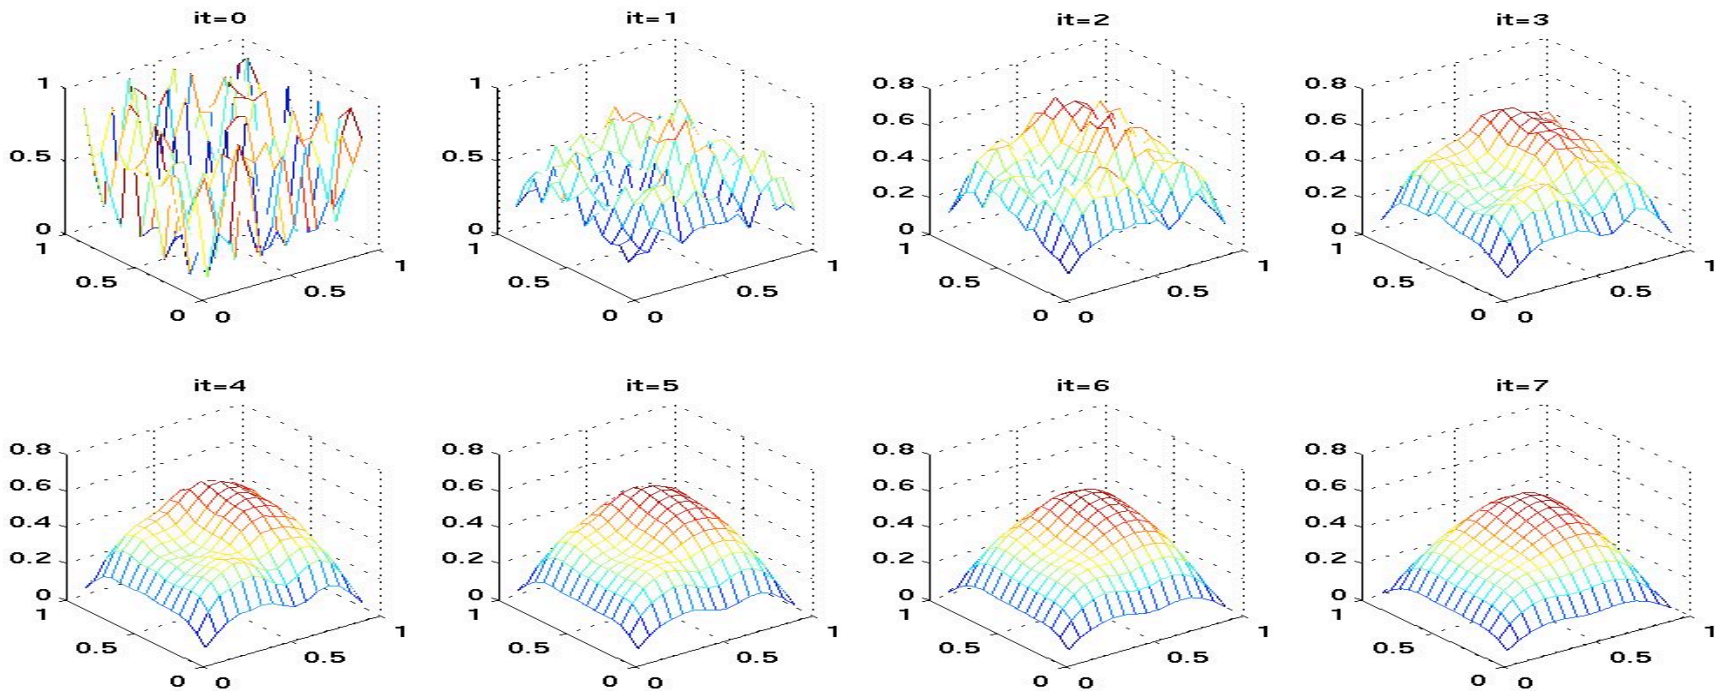 it=0 it=1 it=2 it=3
1 1 0.8 0.8
0.6 0.6
0.5 0.5 0.4 0.4
0.2 0.2
0 0 0 0
1 1 1 1 1 1 1 1
0.5 0.5 0.5 0.5 0.5 0.5 0.5 0.5
0 0 0 0 0 0 0 0
it=4 it=5 it=6 it=7
0.8 0.8 0.8 0.8
0.6 0.6 0.6 0.6
0.4 0.4 0.4 0.4
0.2 0.2 0.2 0.2
0 0 0 0
1 1 1 1 1 1 1 1
0.5 0.5 0.5 0.5 0.5 0.5 0.5 0.5
0 0 0 0 0 0 0 0